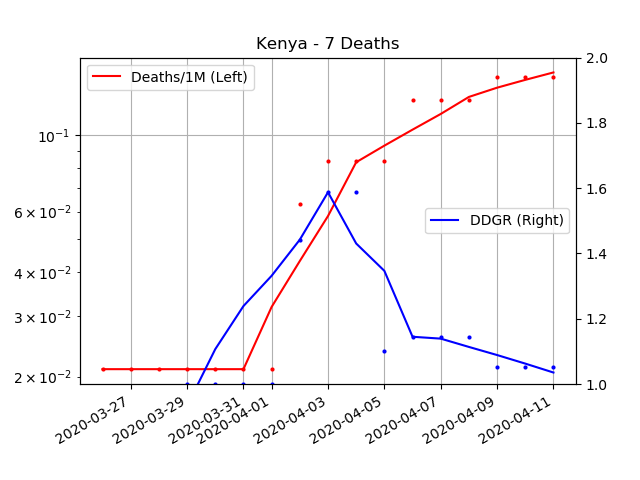 Kenya - 7 Deaths
Deaths/1M (Left)
DDGR (Right)
10⁻¹
6 × 10⁻²
4 × 10⁻²
3 × 10⁻²
2 × 10⁻²
2.0
1.8
1.6
1.4
1.2
1.0
2020-03-27
2020-03-29
2020-03-31
2020-04-01
2020-04-03
2020-04-05
2020-04-07
2020-04-09
2020-04-11